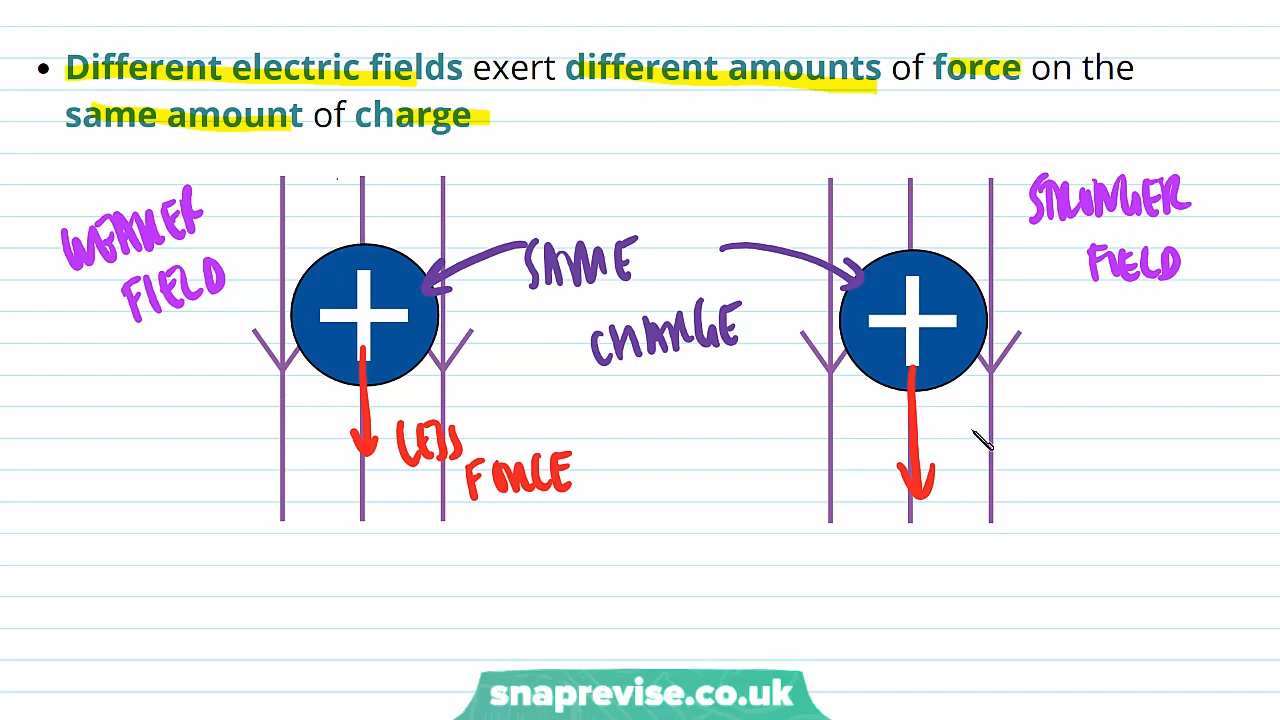 • Different electric fields exert different amounts of force on the
same amount of charge
WEAKER
FIELD
SAME
CHARGE
STRONGER
FIELD
LESS
FORCE
snaprevise.co.uk